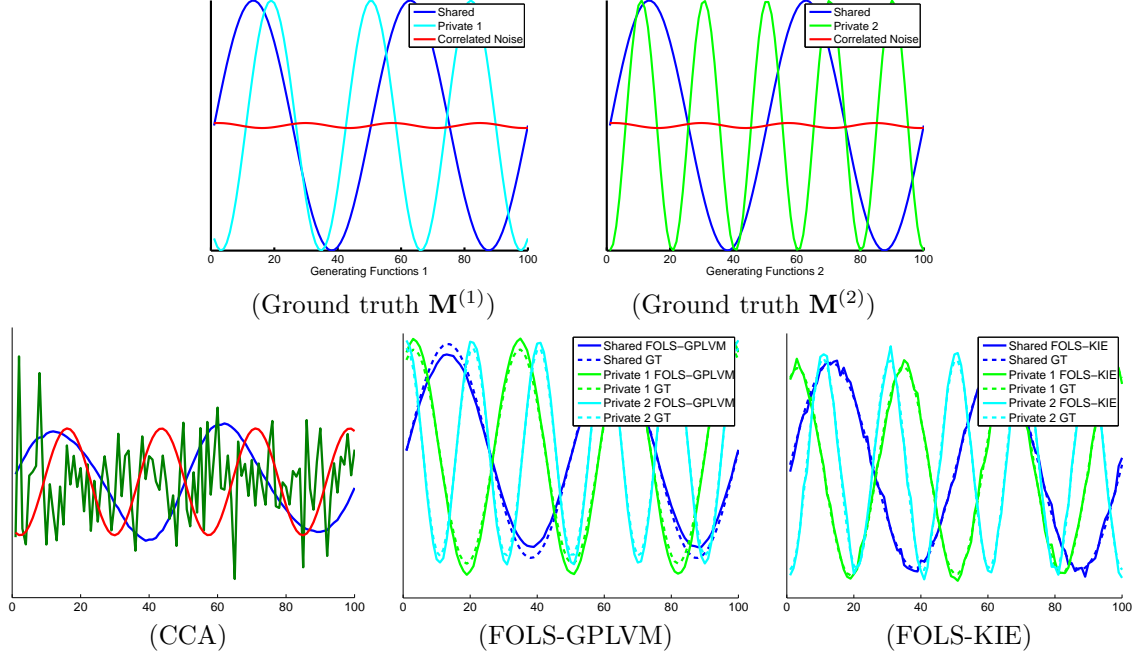 Shared
Private 1
Correlated Noise
0 20 40 60 80 100
Generating Functions 1
(Ground truth M(1))
Shared
Private 2
Correlated Noise
0 20 40 60 80 100
Generating Functions 2
(Ground truth M(2))
0 20 40 60 80 100
(CCA)
Shared FOLS−GPLVM
Shared GT
Private 1 FOLS−GPLVM
Private 1 GT
Private 2 FOLS−GPLVM
Private 2 GT
0 20 40 60 80 100
(FOLS-GPLVM)
Shared FOLS−KIE
Shared GT
Private 1 FOLS−KIE
Private 1 GT
Private 2 FOLS−KIE
Private 2 GT
0 20 40 60 80 100
(FOLS-KIE)